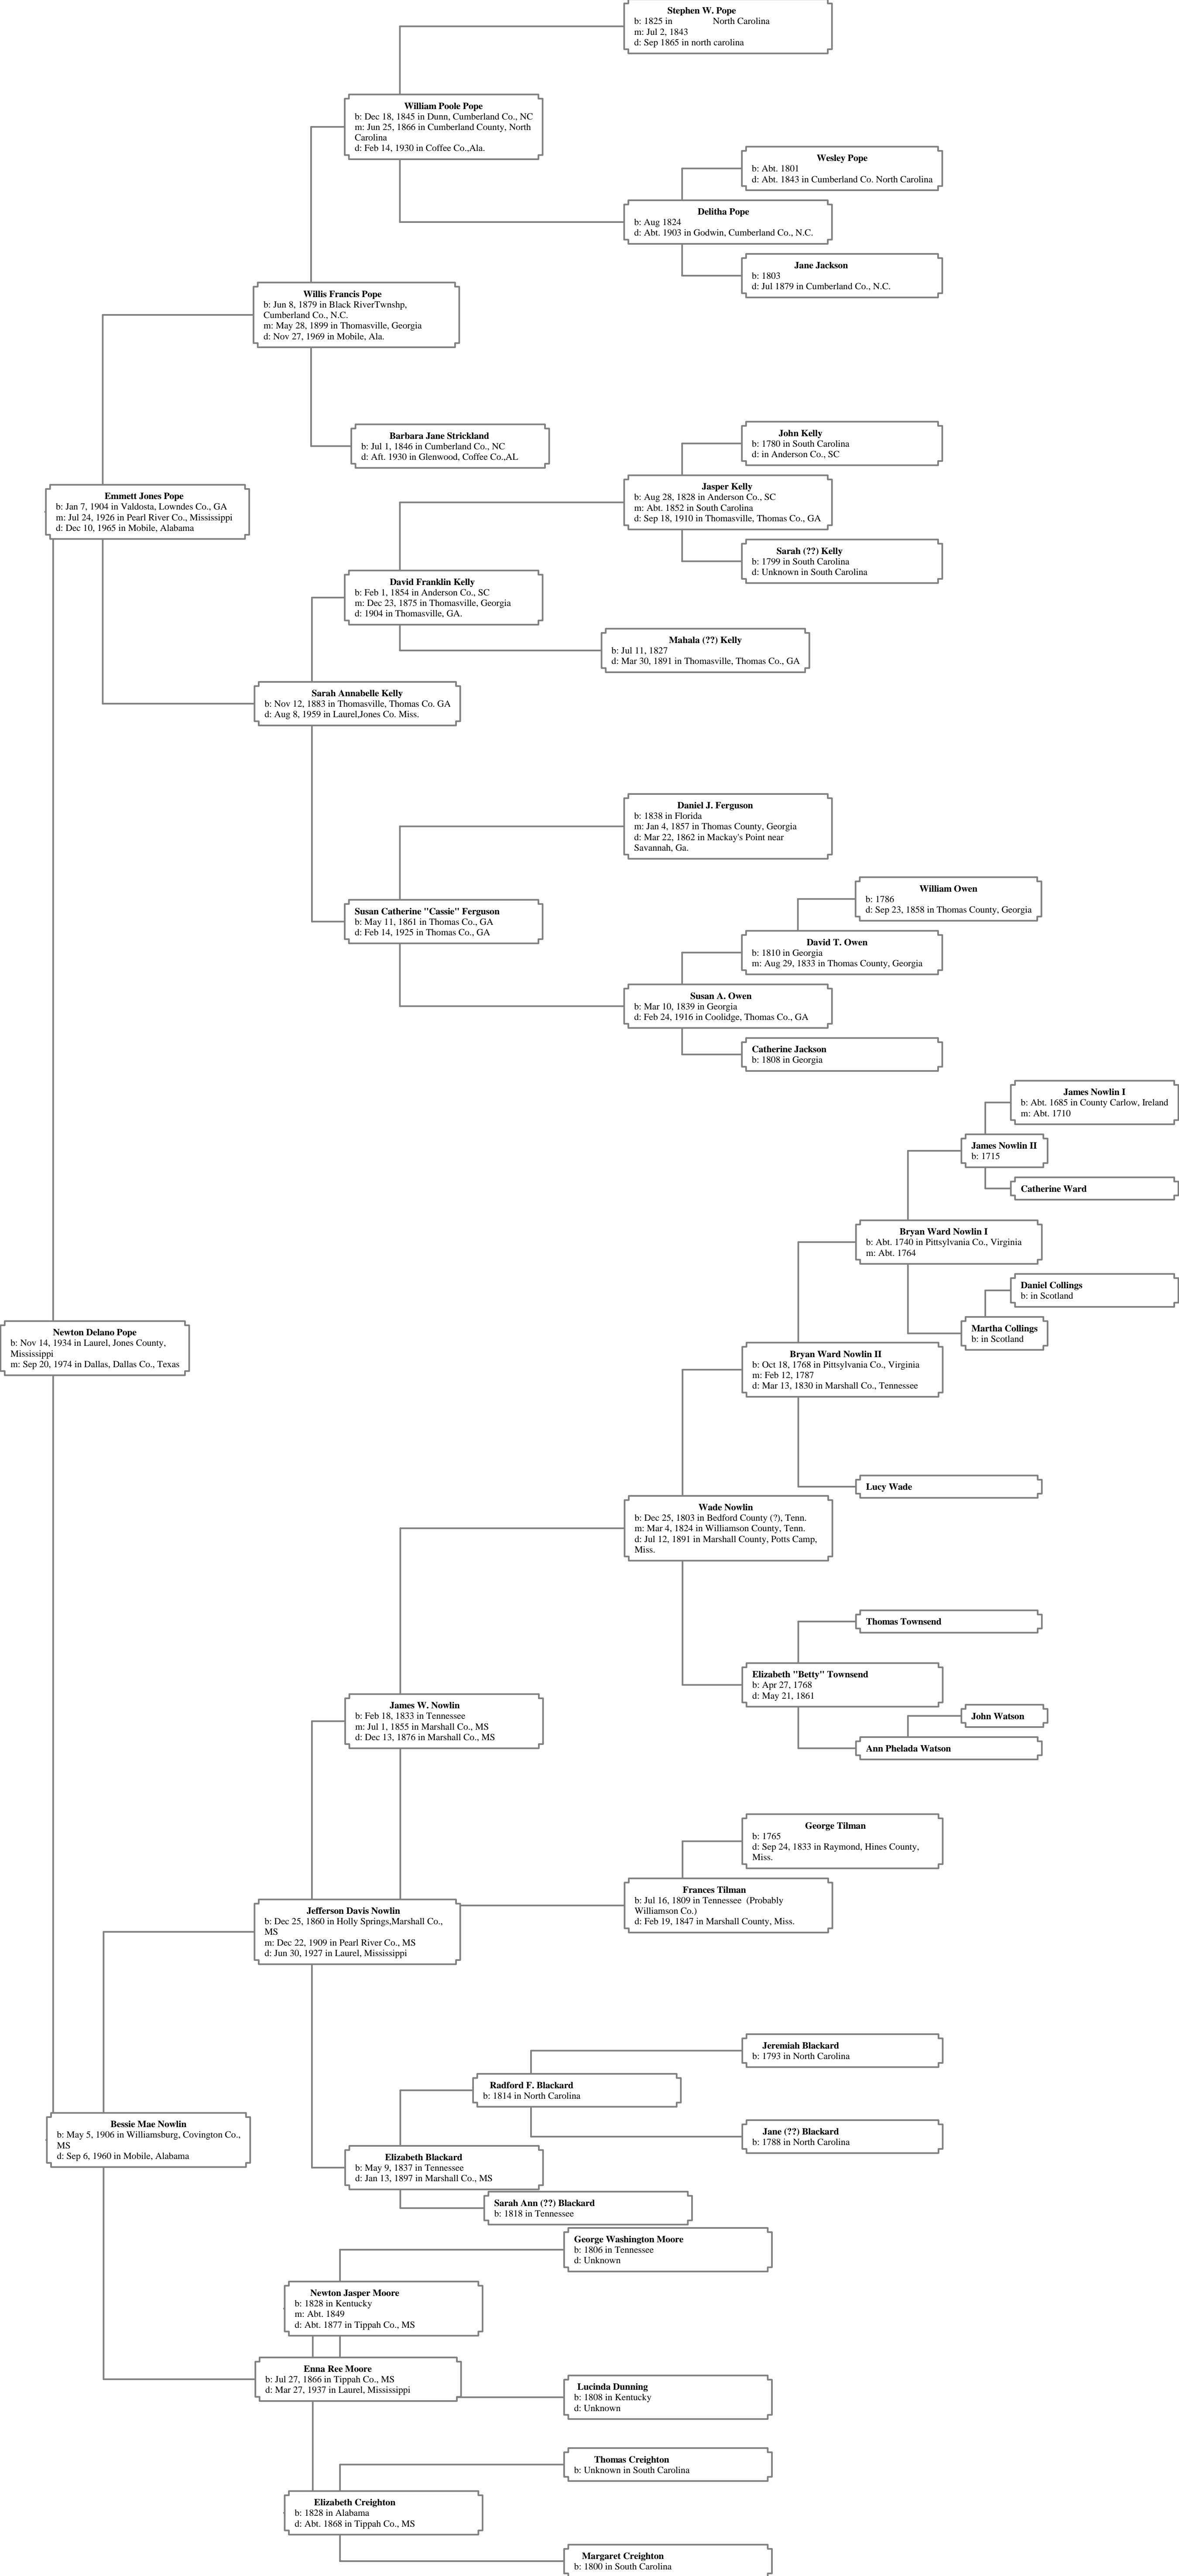 Stephen W. Pope
b: 1825 in North Carolina
m: Jul 2, 1843
d: Sep 1865 in north carolina
William Poole Pope
b: Dec 18, 1845 in Dunn, Cumberland Co., NC
m: Jun 25, 1866 in Cumberland County, North
Carolina
d: Feb 14, 1930 in Coffee Co.,Ala.
Wesley Pope
b: Abt. 1801
d: Abt. 1843 in Cumberland Co. North Carolina
Delitha Pope
b: Aug 1824
d: Abt. 1903 in Godwin, Cumberland Co., N.C.
Jane Jackson
b: 1803
d: Jul 1879 in Cumberland Co., N.C.
Willis Francis Pope
b: Jun 8, 1879 in Black RiverTwnshp,
Cumberland Co., N.C.
m: May 28, 1899 in Thomasville, Georgia
d: Nov 27, 1969 in Mobile, Ala.
Barbara Jane Strickland
b: Jul 1, 1846 in Cumberland Co., NC
d: Aft. 1930 in Glenwood, Coffee Co.,AL
John Kelly
b: 1780 in South Carolina
d: in Anderson Co., SC
Jasper Kelly
b: Aug 28, 1828 in Anderson Co., SC
m: Abt. 1852 in South Carolina
d: Sep 18, 1910 in Thomasville, Thomas Co., GA
Emmett Jones Pope
b: Jan 7, 1904 in Valdosta, Lowndes Co., GA
m: Jul 24, 1926 in Pearl River Co., Mississippi
d: Dec 10, 1965 in Mobile, Alabama
Sarah (??) Kelly
b: 1799 in South Carolina
d: Unknown in South Carolina
David Franklin Kelly
b: Feb 1, 1854 in Anderson Co., SC
m: Dec 23, 1875 in Thomasville, Georgia
d: 1904 in Thomasville, GA.
Mahala (??) Kelly
b: Jul 11, 1827
d: Mar 30, 1891 in Thomasville, Thomas Co., GA
Sarah Annabelle Kelly
b: Nov 12, 1883 in Thomasville, Thomas Co. GA
d: Aug 8, 1959 in Laurel,Jones Co. Miss.
Daniel J. Ferguson
b: 1838 in Florida
m: Jan 4, 1857 in Thomas County, Georgia
d: Mar 22, 1862 in Mackay's Point near
Savannah, Ga.
William Owen
b: 1786
d: Sep 23, 1858 in Thomas County, Georgia
Susan Catherine "Cassie" Ferguson
b: May 11, 1861 in Thomas Co., GA
d: Feb 14, 1925 in Thomas Co., GA
David T. Owen
b: 1810 in Georgia
m: Aug 29, 1833 in Thomas County, Georgia
Susan A. Owen
b: Mar 10, 1839 in Georgia
d: Feb 24, 1916 in Coolidge, Thomas Co., GA
Catherine Jackson
b: 1808 in Georgia
James Nowlin I
b: Abt. 1685 in County Carlow, Ireland
m: Abt. 1710
James Nowlin II
b: 1715
Catherine Ward
Bryan Ward Nowlin I
b: Abt. 1740 in Pittsylvania Co., Virginia
m: Abt. 1764
Daniel Collings
b: in Scotland
Martha Collings
b: in Scotland
Newton Delano Pope
b: Nov 14, 1934 in Laurel, Jones County,
Mississippi
m: Sep 20, 1974 in Dallas, Dallas Co., Texas
Bryan Ward Nowlin II
b: Oct 18, 1768 in Pittsylvania Co., Virginia
m: Feb 12, 1787
d: Mar 13, 1830 in Marshall Co., Tennessee
Lucy Wade
Wade Nowlin
b: Dec 25, 1803 in Bedford County (?), Tenn.
m: Mar 4, 1824 in Williamson County, Tenn.
d: Jul 12, 1891 in Marshall County, Potts Camp,
Miss.
Thomas Townsend
Elizabeth "Betty" Townsend
b: Apr 27, 1768
d: May 21, 1861
James W. Nowlin
b: Feb 18, 1833 in Tennessee
m: Jul 1, 1855 in Marshall Co., MS
d: Dec 13, 1876 in Marshall Co., MS
John Watson
Ann Phelada Watson
George Tilman
b: 1765
d: Sep 24, 1833 in Raymond, Hines County,
Miss.
Frances Tilman
b: Jul 16, 1809 in Tennessee (Probably
Williamson Co.)
d: Feb 19, 1847 in Marshall County, Miss.
Jefferson Davis Nowlin
b: Dec 25, 1860 in Holly Springs,Marshall Co.,
MS
m: Dec 22, 1909 in Pearl River Co., MS
d: Jun 30, 1927 in Laurel, Mississippi
Jeremiah Blackard
b: 1793 in North Carolina
Radford F. Blackard
b: 1814 in North Carolina
Bessie Mae Nowlin
b: May 5, 1906 in Williamsburg, Covington Co.,
MS
d: Sep 6, 1960 in Mobile, Alabama
Jane (??) Blackard
b: 1788 in North Carolina
Elizabeth Blackard
b: May 9, 1837 in Tennessee
d: Jan 13, 1897 in Marshall Co., MS
Sarah Ann (??) Blackard
b: 1818 in Tennessee
George Washington Moore
b: 1806 in Tennessee
d: Unknown
Newton Jasper Moore
b: 1828 in Kentucky
m: Abt. 1849
d: Abt. 1877 in Tippah Co., MS
Enna Ree Moore
b: Jul 27, 1866 in Tippah Co., MS
d: Mar 27, 1937 in Laurel, Mississippi
Lucinda Dunning
b: 1808 in Kentucky
d: Unknown
Thomas Creighton
b: Unknown in South Carolina
Elizabeth Creighton
b: 1828 in Alabama
d: Abt. 1868 in Tippah Co., MS
Margaret Creighton
b: 1800 in South Carolina